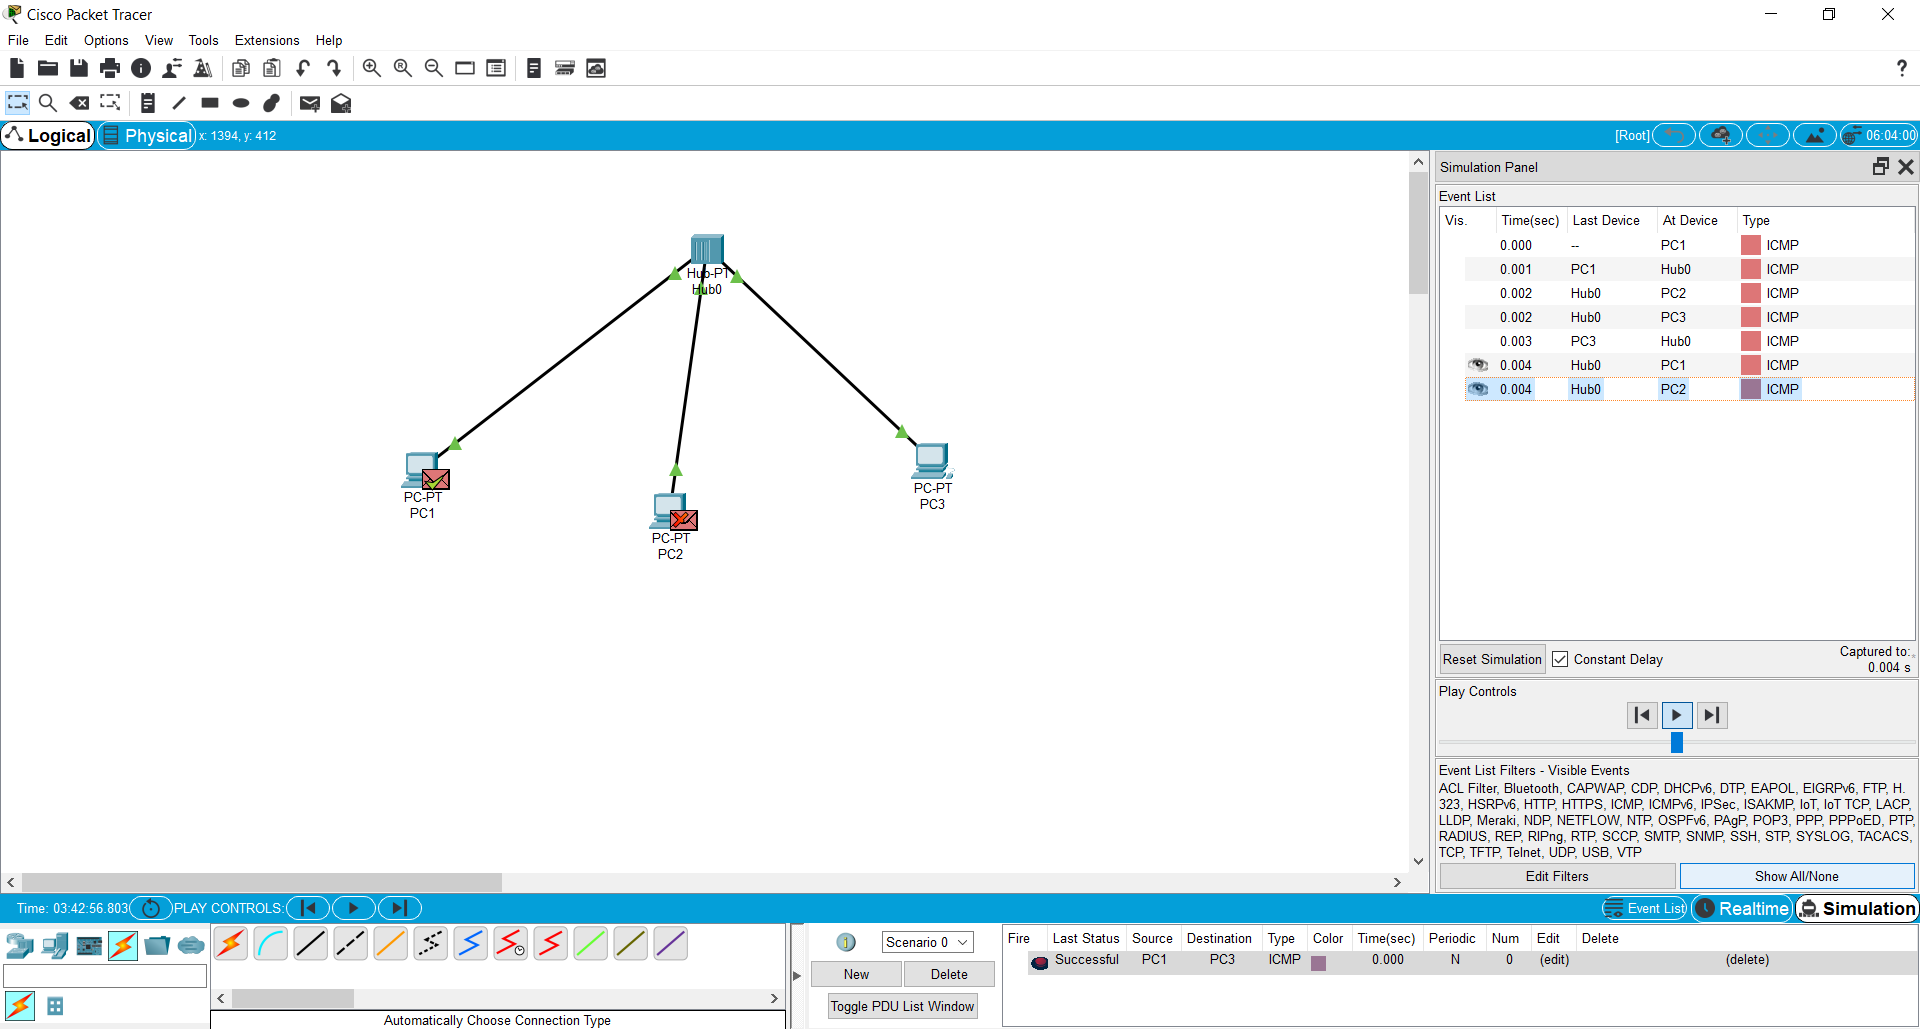 Cisco Packet Tracer
File Edit Options View Tools Extensions Help
?
Logical Physical x: 1394, y: 412 [Root] 06:04:00
Hub-PT
Hub0
PC-PT
PC1
PC-PT
PC2
PC-PT
PC3
Simulation Panel
Event List
Vis. Time(sec) Last Device At Device Type
0.000 -- PC1 ICMP
0.001 PC1 Hub0 ICMP
0.002 Hub0 PC2 ICMP
0.002 Hub0 PC3 ICMP
0.003 PC3 Hub0 ICMP
0.004 Hub0 PC1 ICMP
0.004 Hub0 PC2 ICMP
Reset Simulation Constant Delay Captured to:
0.004 s
Play Controls
Event List Filters - Visible Events
ACL Filter, Bluetooth, CAPWAP, CDP, DHCPv6, DTP, EAPOL, EIGRPv6, FTP, H.
323, HSRPv6, HTTP, HTTPS, ICMP, ICMPv6, IPSec, ISAKMP, IoT, IoT TCP, LACP,
LLDP, Meraki, NDP, NETFLOW, NTP, OSPFv6, PAgP, POP3, PPP, PPPoED, PTP,
RADIUS, REP, RIPng, RTP, SCCP, SMTP, SNMP, SSH, STP, SYSLOG, TACACS,
TCP, TFTP, Telnet, UDP, USB, VTP
Edit Filters Show All/None
Time: 03:42:56.803 PLAY CONTROLS: Event List Realtime Simulation
Scenario 0
New Delete
Toggle PDU List Window
Fire Last Status Source Destination Type Color Time(sec) Periodic Num Edit Delete
Successful PC1 PC3 ICMP 0.000 N 0 (edit) (delete)
Automatically Choose Connection Type